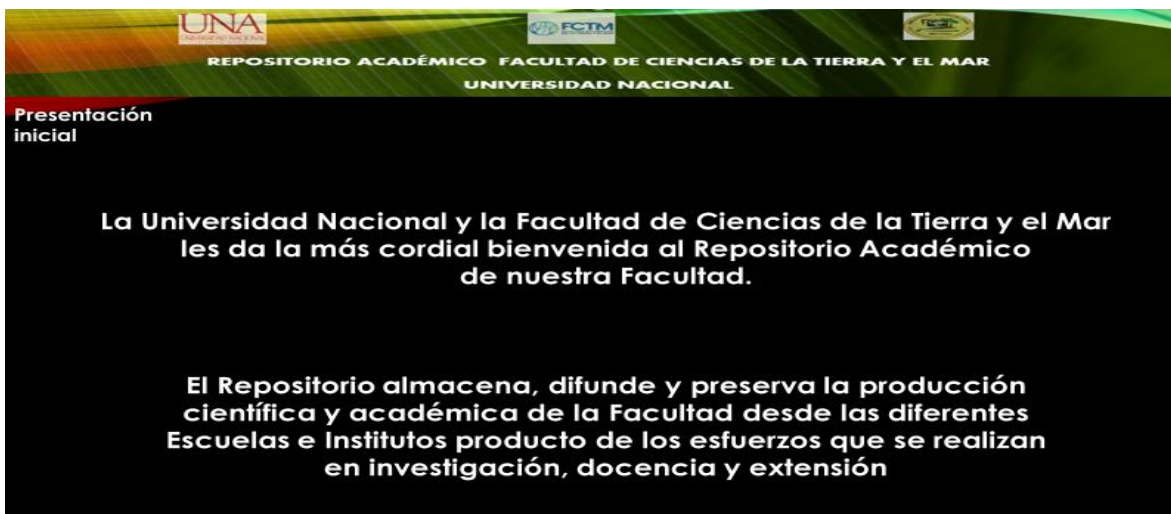 UNA
UNIVERSIDAD NACIONAL
FCTM
REPOSITORIO ACADÉMICO FACULTAD DE CIENCIAS DE LA TIERRA Y EL MAR
UNIVERSIDAD NACIONAL
Presentación
inicial
La Universidad Nacional y la Facultad de Ciencias de la Tierra y el Mar
les da la más cordial bienvenida al Repositorio Académico
de nuestra Facultad.
El Repositorio almacena, difunde y preserva la producción
científica y académica de la Facultad desde las diferentes
Escuelas e Institutos producto de los esfuerzos que se realizan
en investigación, docencia y extensión